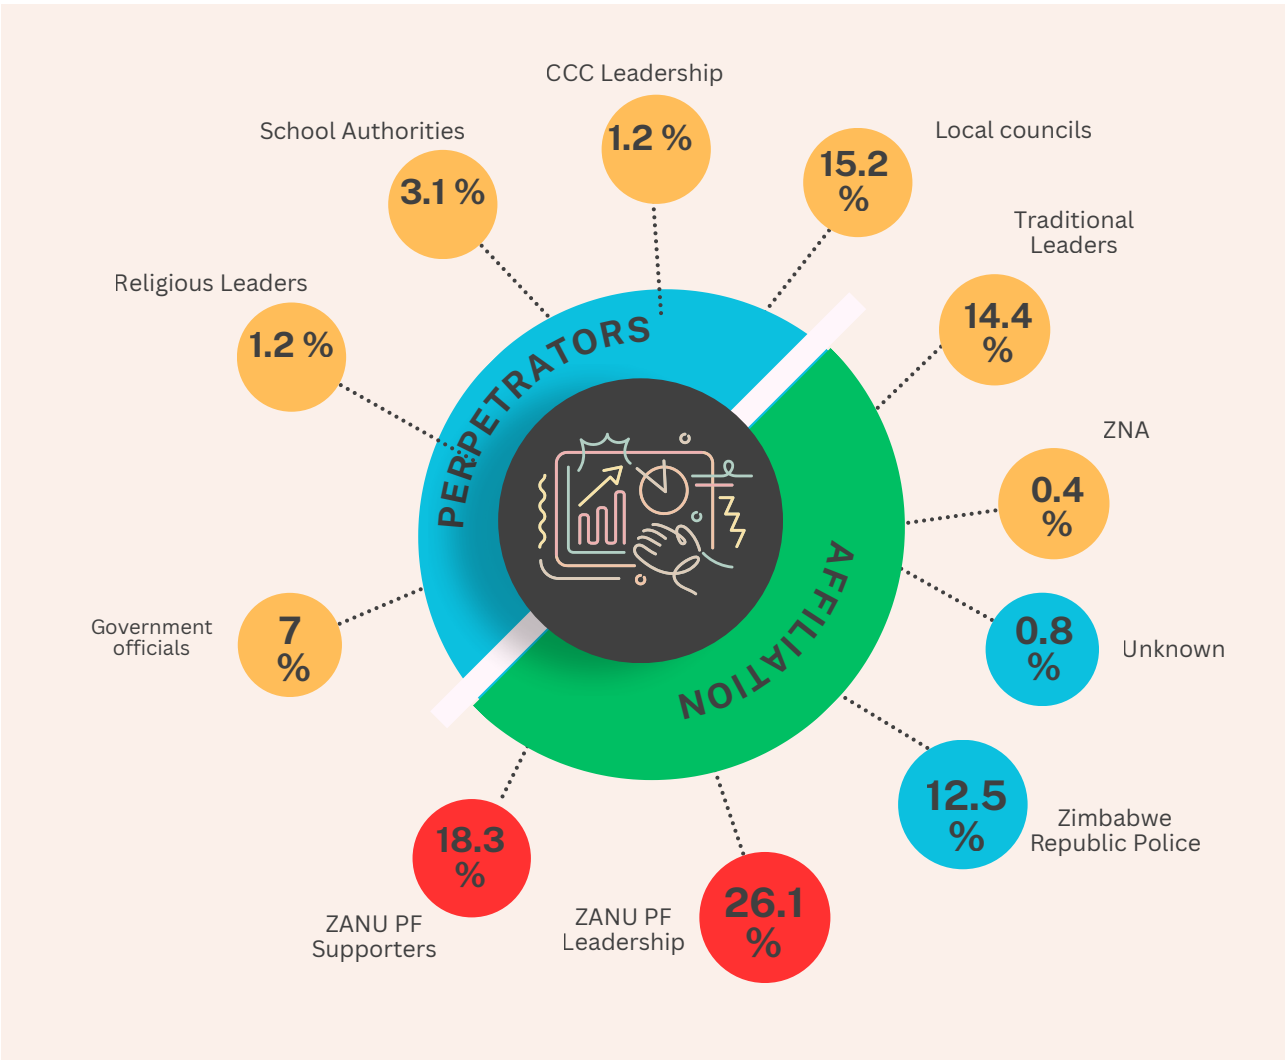 CCC Leadership
1.2 %
School Authorities
3.1 %
Local councils
15.2
%
Traditional
Leaders
14.4
%
Religious Leaders
1.2 %
PERPETRATORS
ZNA
0.4
%
AFFILIATION
Government
officials
7
%
Unknown
0.8
%
Zimbabwe
Republic Police
12.5
%
ZANU PF
Supporters
18.3
%
ZANU PF
Leadership
26.1
%